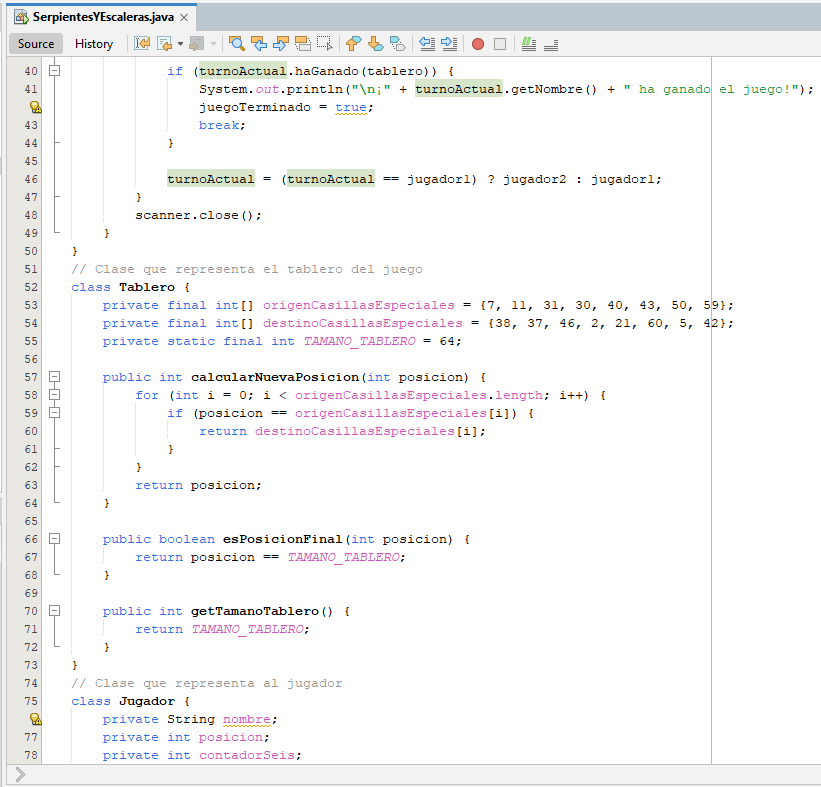 SerpientesYEscaleras.java ×
Source History
40 if (turnoActual.haGanado(tablero)) {
41 System.out.println("\n¡" + turnoActual.getNombre() + " ha ganado el juego!");
juegoTerminado = true;
43 break;
44 }
45
46 turnoActual = (turnoActual == jugador1) ? jugador2 : jugador1;
47 }
48 scanner.close();
49 }
50 }
51 // Clase que representa el tablero del juego
52 class Tablero {
53 private final int[] origenCasillasEspeciales = {7, 11, 31, 30, 40, 43, 50, 59};
54 private final int[] destinoCasillasEspeciales = {38, 37, 46, 2, 21, 60, 5, 42};
55 private static final int TAMANO_TABLERO = 64;
56
57 public int calcularNuevaPosicion(int posicion) {
58 for (int i = 0; i < origenCasillasEspeciales.length; i++) {
59 if (posicion == origenCasillasEspeciales[i]) {
60 return destinoCasillasEspeciales[i];
61 }
62 }
63 return posicion;
64 }
65
66 public boolean esPosicionFinal(int posicion) {
67 return posicion == TAMANO_TABLERO;
68 }
69
70 public int getTamanoTablero() {
71 return TAMANO_TABLERO;
72 }
73 }
74 // Clase que representa al jugador
75 class Jugador {
private String nombre;
77 private int posicion;
78 private int contadorSeis;